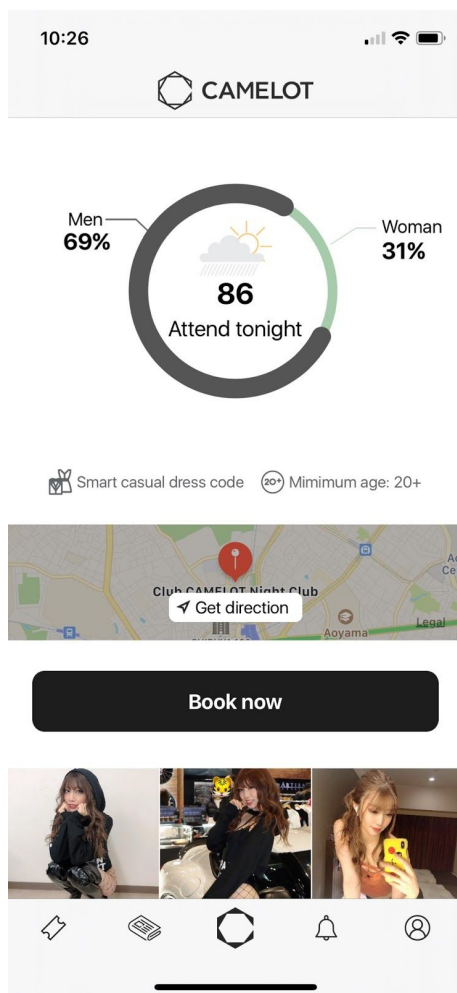 10:26
CAMELOT
Men
69%
Woman
31%
86
Attend tonight
Smart casual dress code
20+
Mimimum age: 20+
Club CAMELOT Night Club
Get direction
Aoyama
Legal
Book now